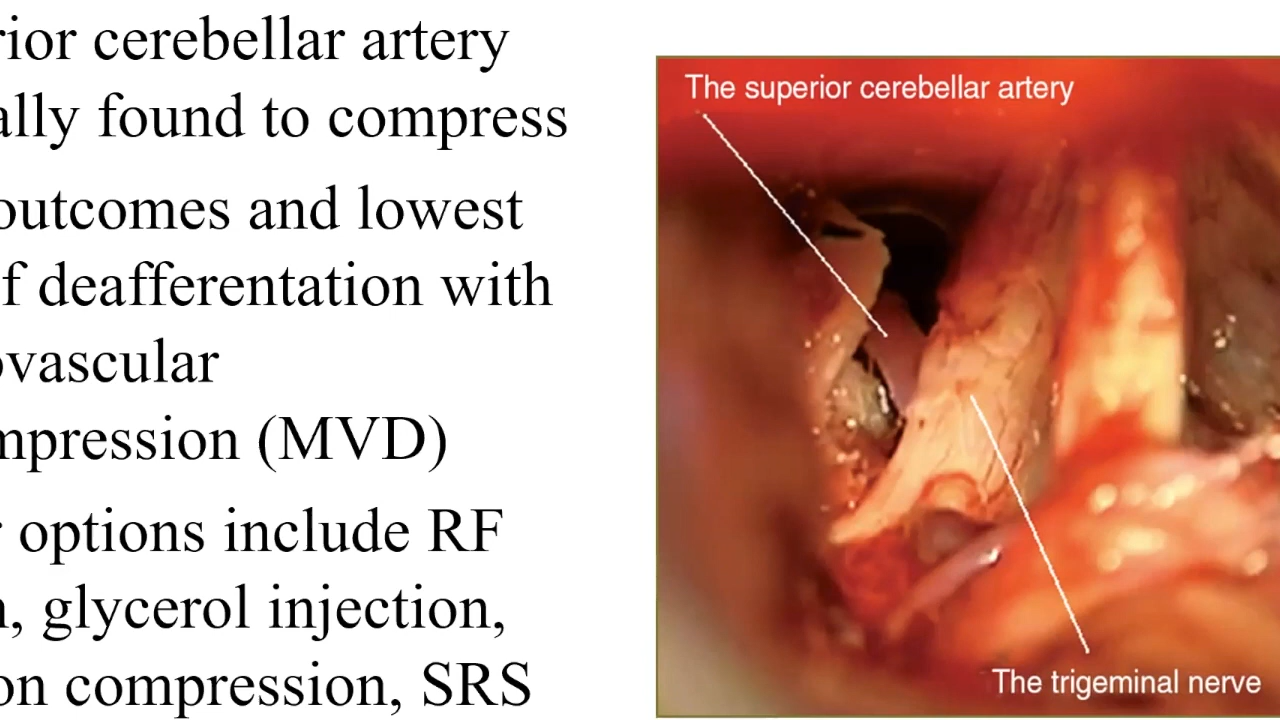 rior cerebellar artery
ally found to compress
outcomes and lowest
f deafferentation with
ovascular
mpression (MVD)
r options include RF
n, glycerol injection,
on compression, SRS
The superior cerebellar artery
The trigeminal nerve